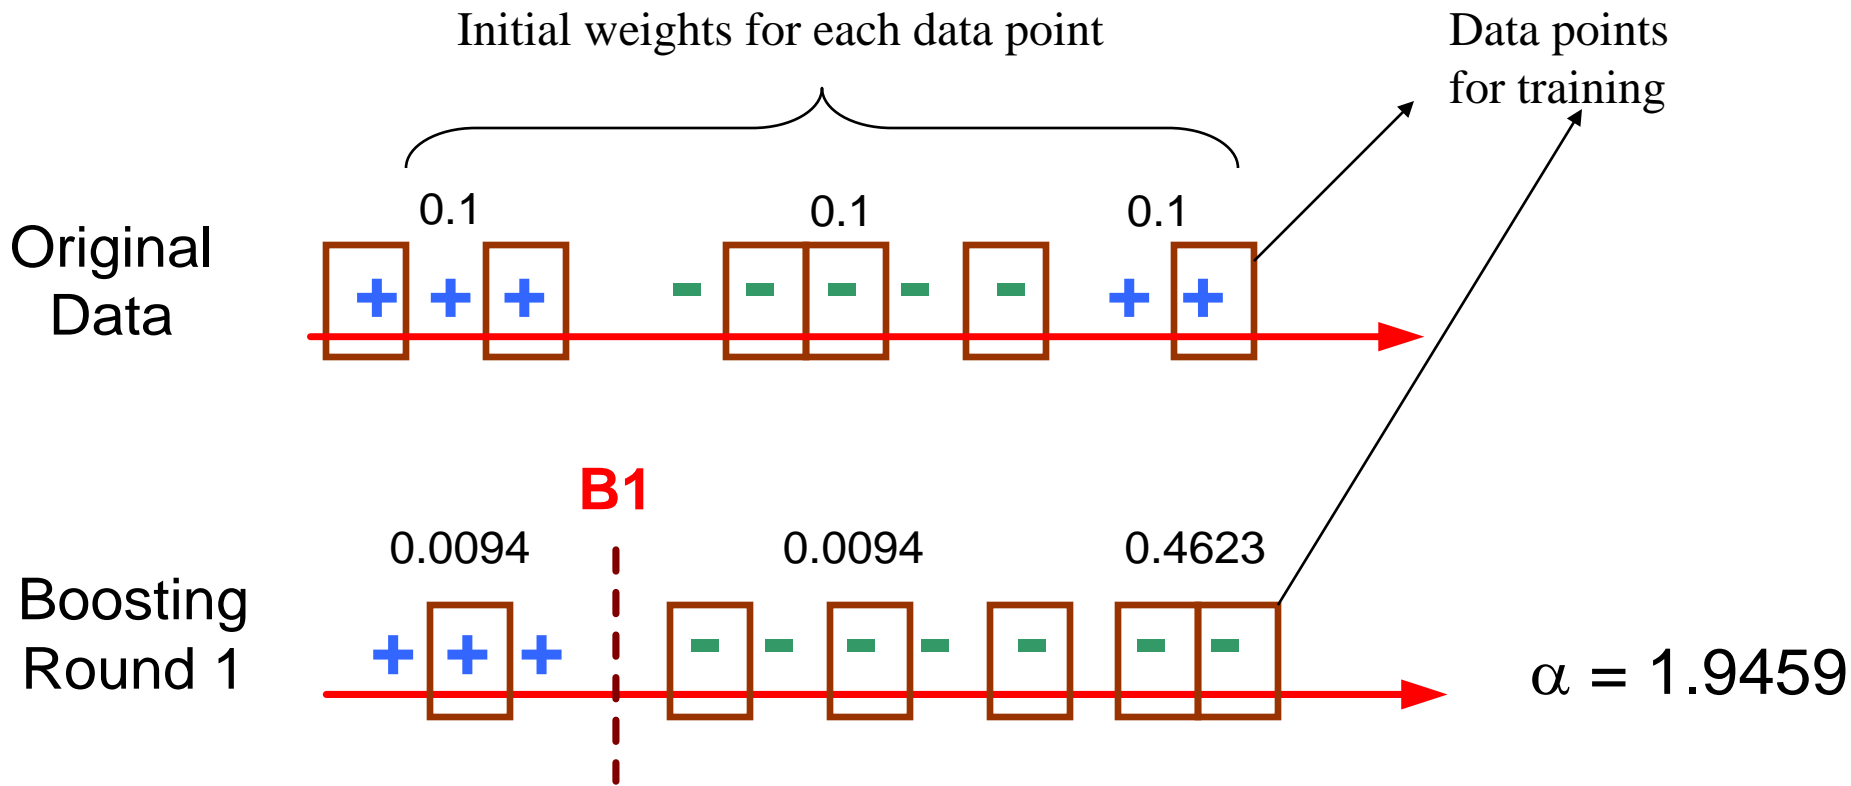 Initial weights for each data point
Data points
for training
0.1 0.1 0.1
Original
Data
+ + + - - - - - + +
B1
0.0094 0.0094 0.4623
Boosting
Round 1
+ + + - - - - - - -
α = 1.9459